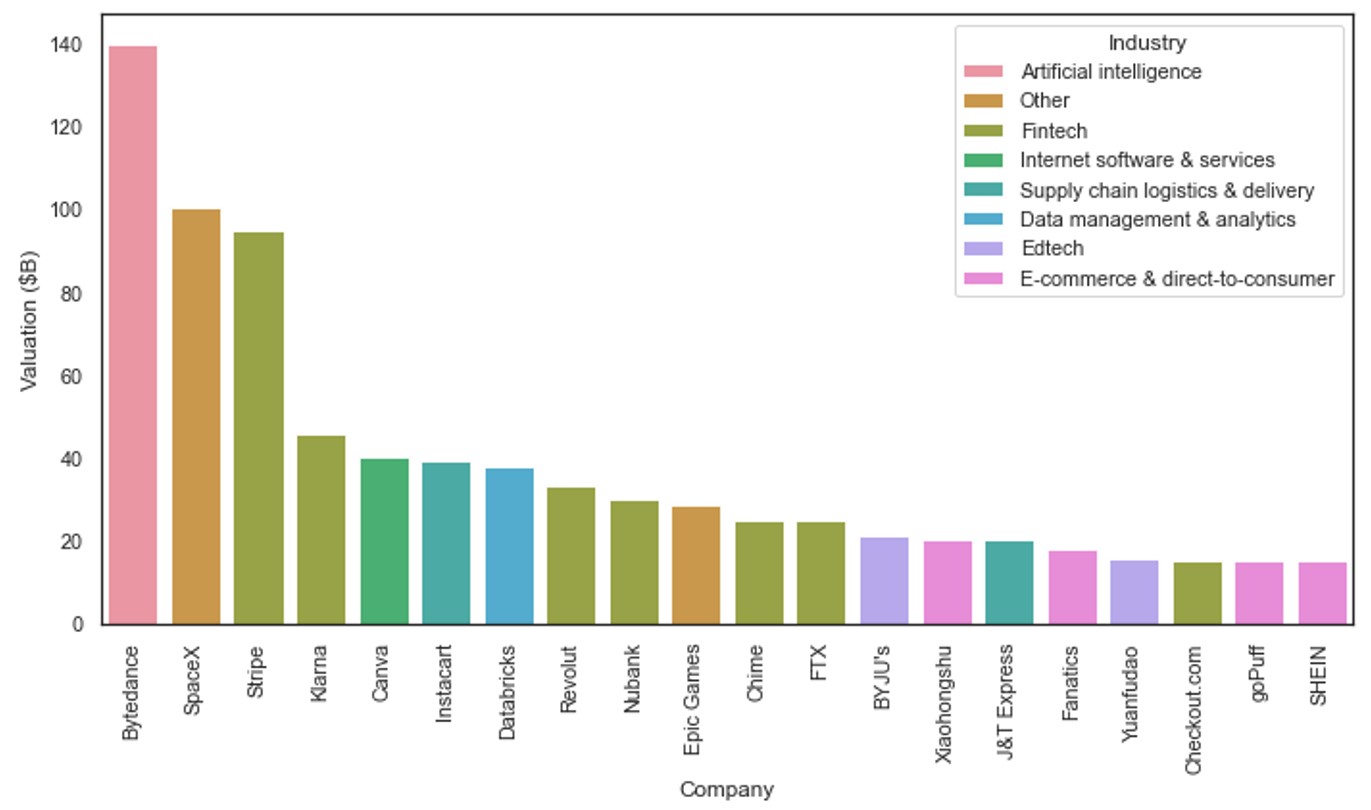 Industry
Artificial intelligence
Other
Fintech
Internet software & services
Supply chain logistics & delivery
Data management & analytics
Edtech
E-commerce & direct-to-consumer
Valuation ($B)
140
120
100
80
60
40
20
0
Bytedance
SpaceX
Stripe
Klarna
Canva
Instacart
Databricks
Revolut
Nubank
Epic Games
Chime
FTX
BYJU's
Xiaohongshu
J&T Express
Fanatics
Yuanfudao
Checkout.com
goPuff
SHEIN
Company